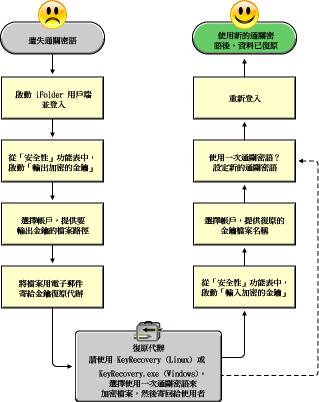 遺失通關密語
啟動 iFolder 用戶端
並登入
從「安全性」功能表中，
啟動「輸出加密的金鑰」
選擇帳戶，提供要
輸出金鑰的檔案路徑
將檔案用電子郵件
寄給金鑰復原代辦
復原代辦
請使用 KeyRecovery (Linux) 或
KeyRecovery.exe (Windows)，
選擇使用一次通關密語來
加密檔案，然後寄回給使用者
從「安全性」功能表中，
啟動「輸入加密的金鑰」
選擇帳戶，提供復原的
金鑰檔案名稱
使用一次通關密語？
設定新的通關密語
重新登入
使用新的通關密
語後，資料已復原